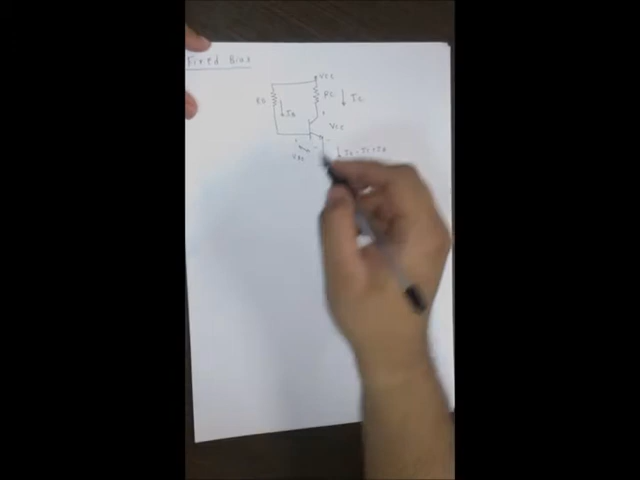 Fixed Bias
VCC
RB
IB
RC
IC
VCE
VBE
IE = IC + IB